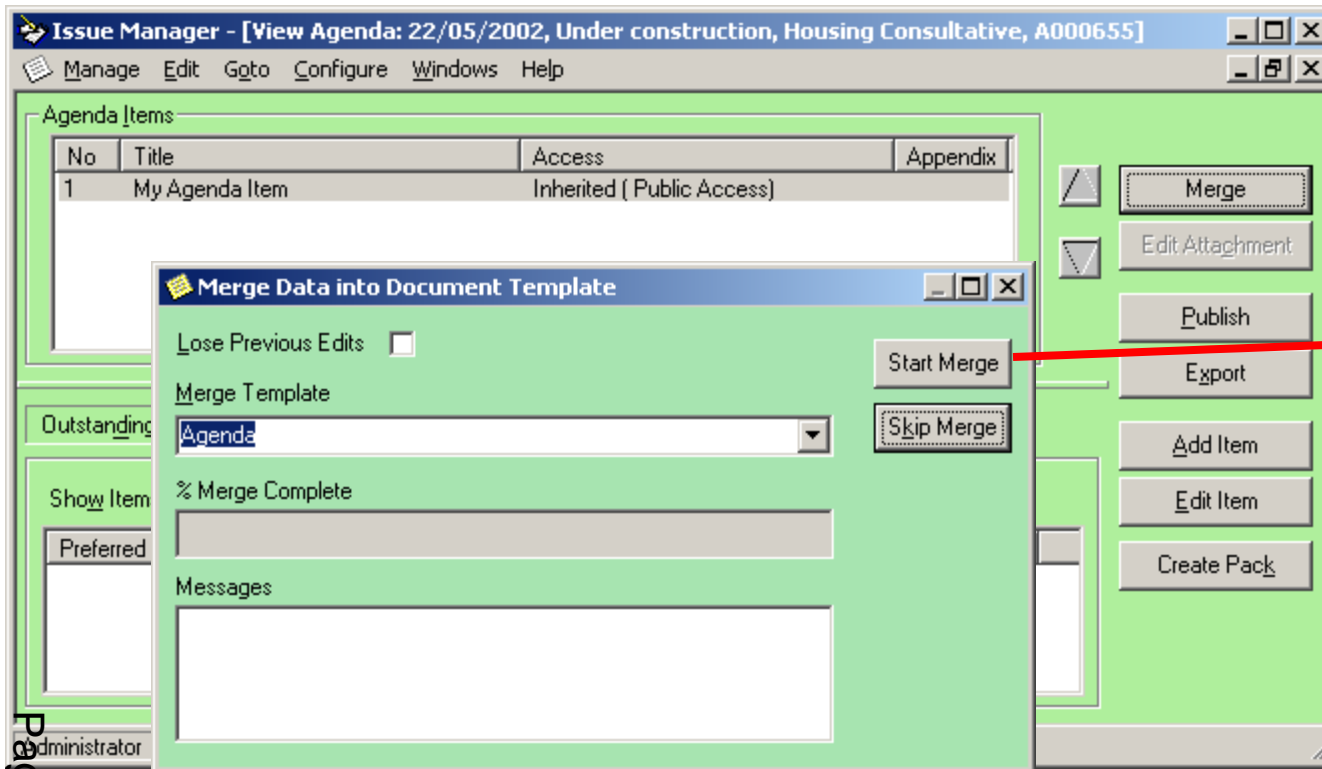 Issue Manager - [View Agenda: 22/05/2002, Under construction, Housing Consultative, A000655]
Manage Edit Goto Configure Windows Help
Agenda Items
No Title Access Appendix
1 My Agenda Item Inherited ( Public Access)
Merge
Edit Attachment
Publish
Export
Add Item
Edit Item
Create Pack
Merge Data into Document Template
Lose Previous Edits
Start Merge
Merge Template
Agenda
Skip Merge
% Merge Complete
Messages
Outstanding
Show Item
Preferred
Administrator